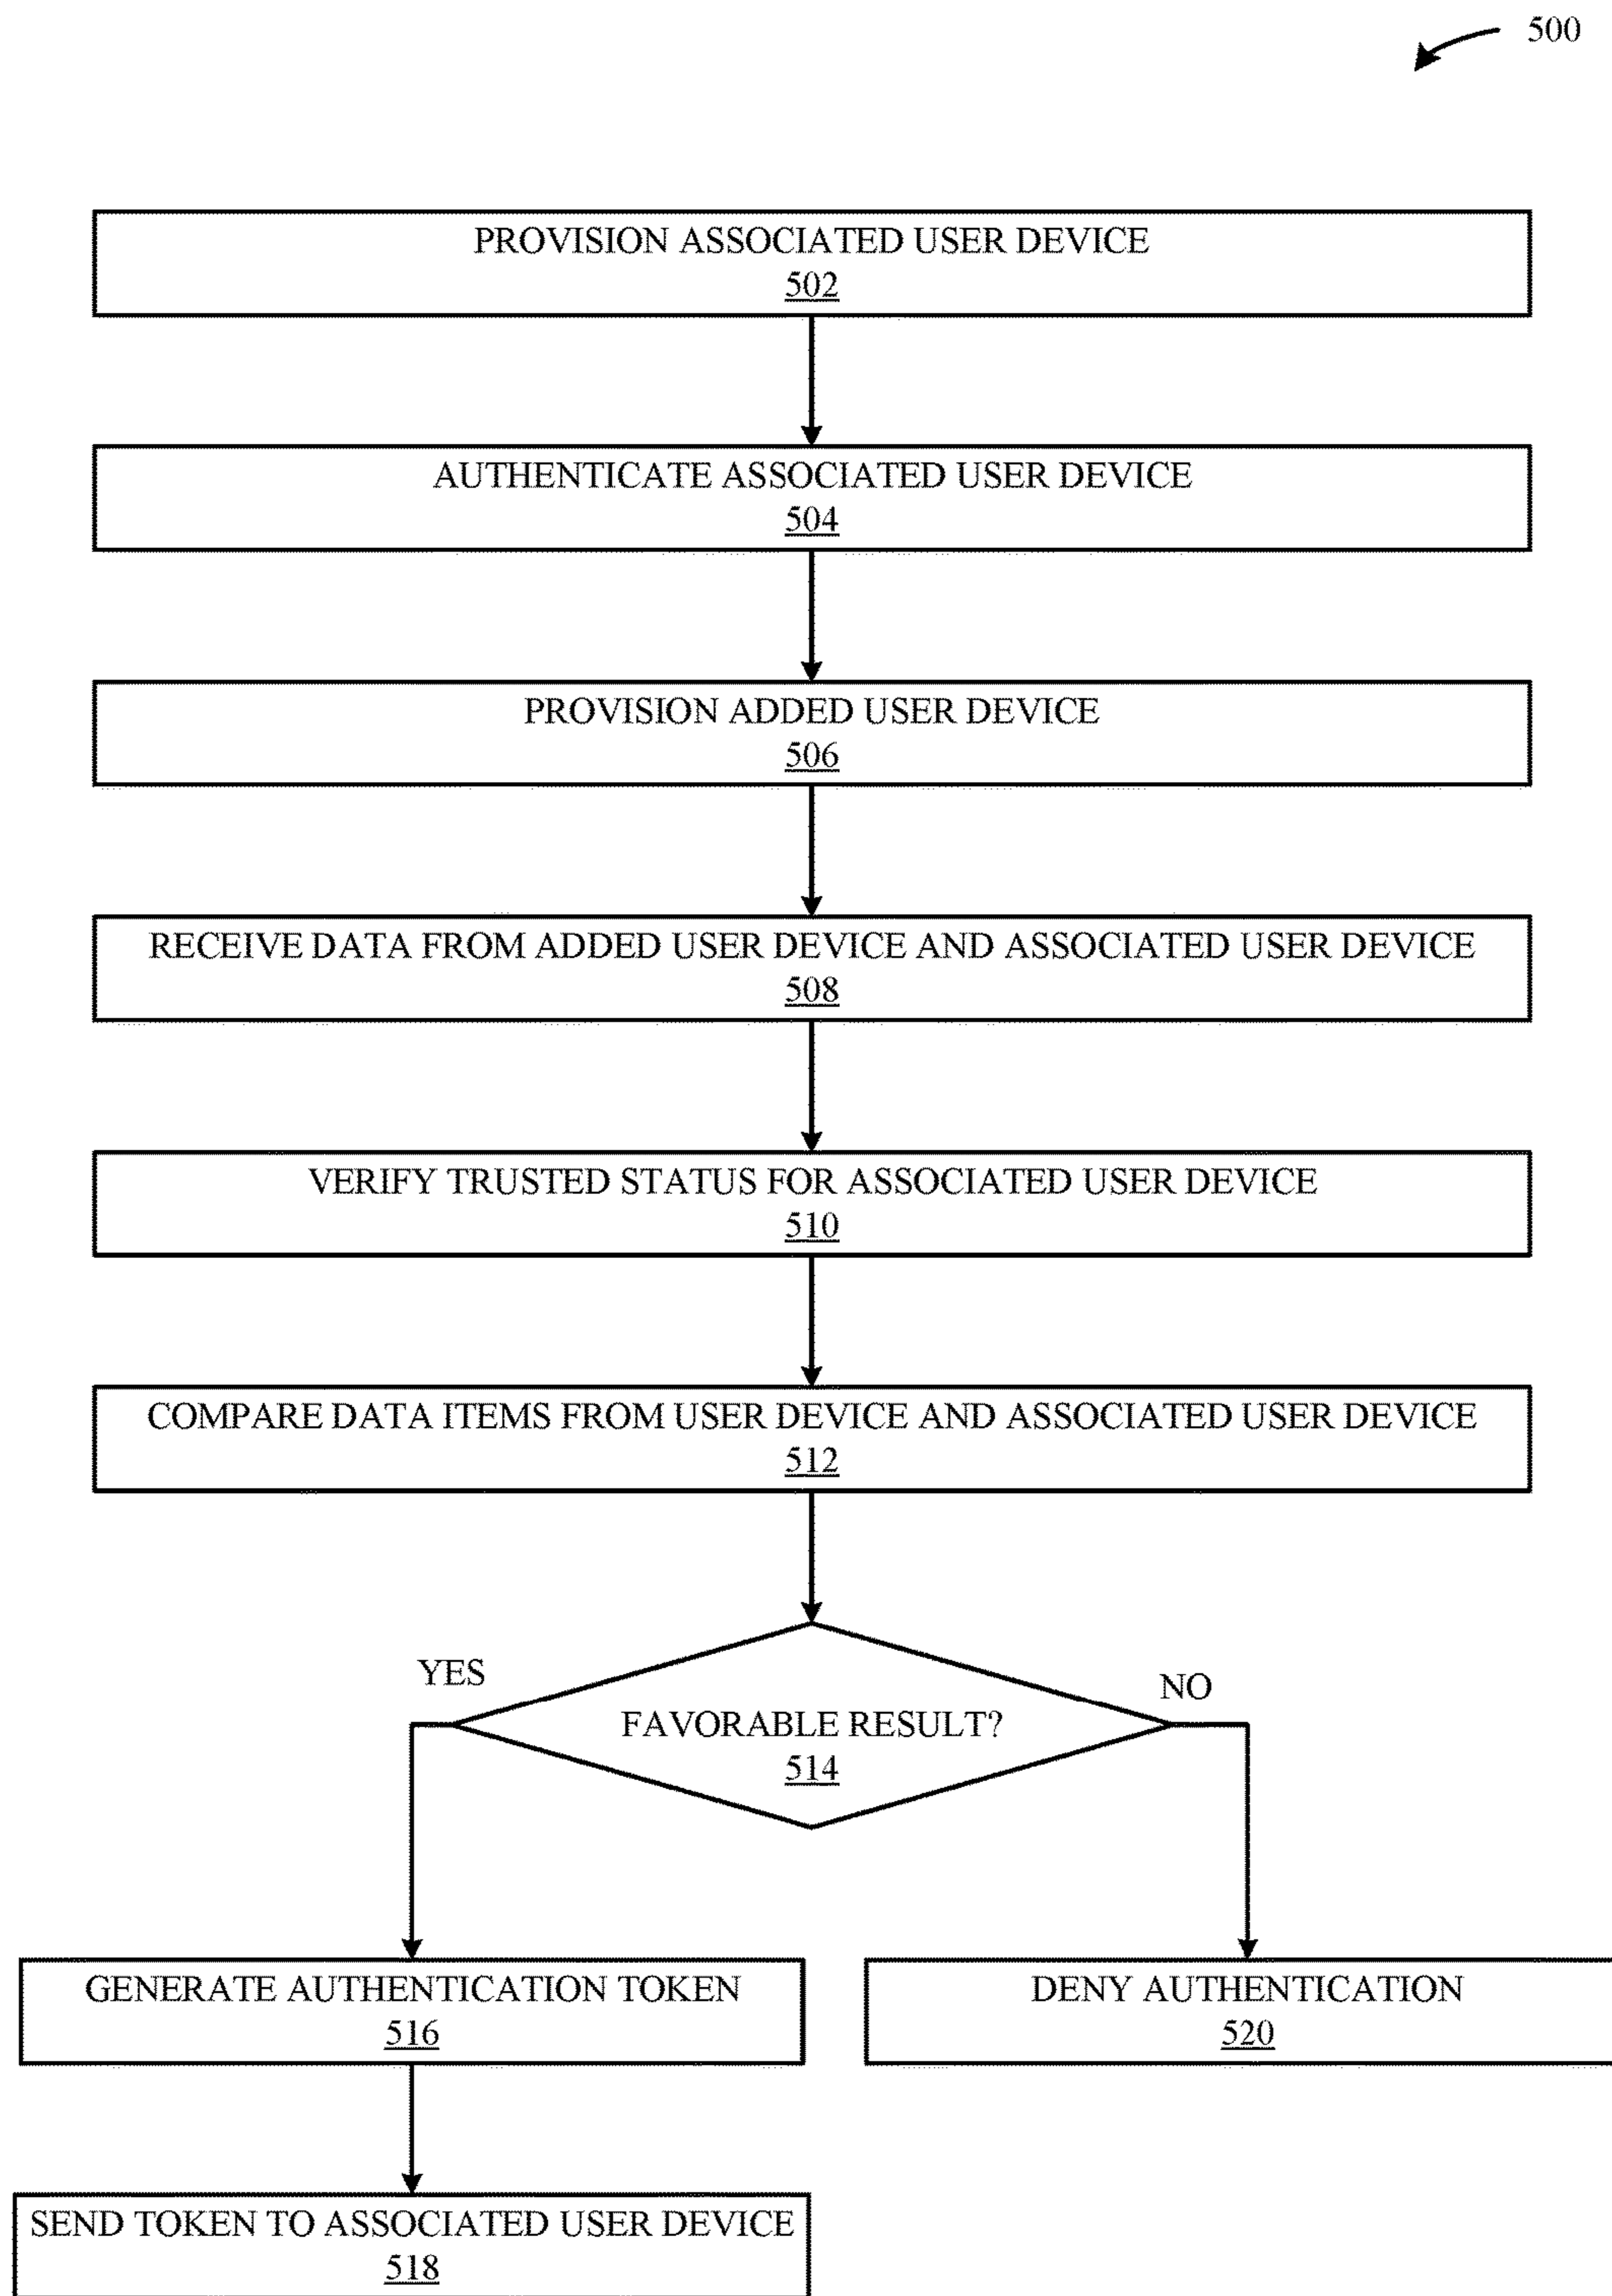 500
PROVISION ASSOCIATED USER DEVICE
502
AUTHENTICATE ASSOCIATED USER DEVICE
504
PROVISION ADDED USER DEVICE
506
RECEIVE DATA FROM ADDED USER DEVICE AND ASSOCIATED USER DEVICE
508
VERIFY TRUSTED STATUS FOR ASSOCIATED USER DEVICE
510
COMPARE DATA ITEMS FROM USER DEVICE AND ASSOCIATED USER DEVICE
512
YES
NO
FAVORABLE RESULT?
514
GENERATE AUTHENTICATION TOKEN
516
DENY AUTHENTICATION
520
SEND TOKEN TO ASSOCIATED USER DEVICE
518